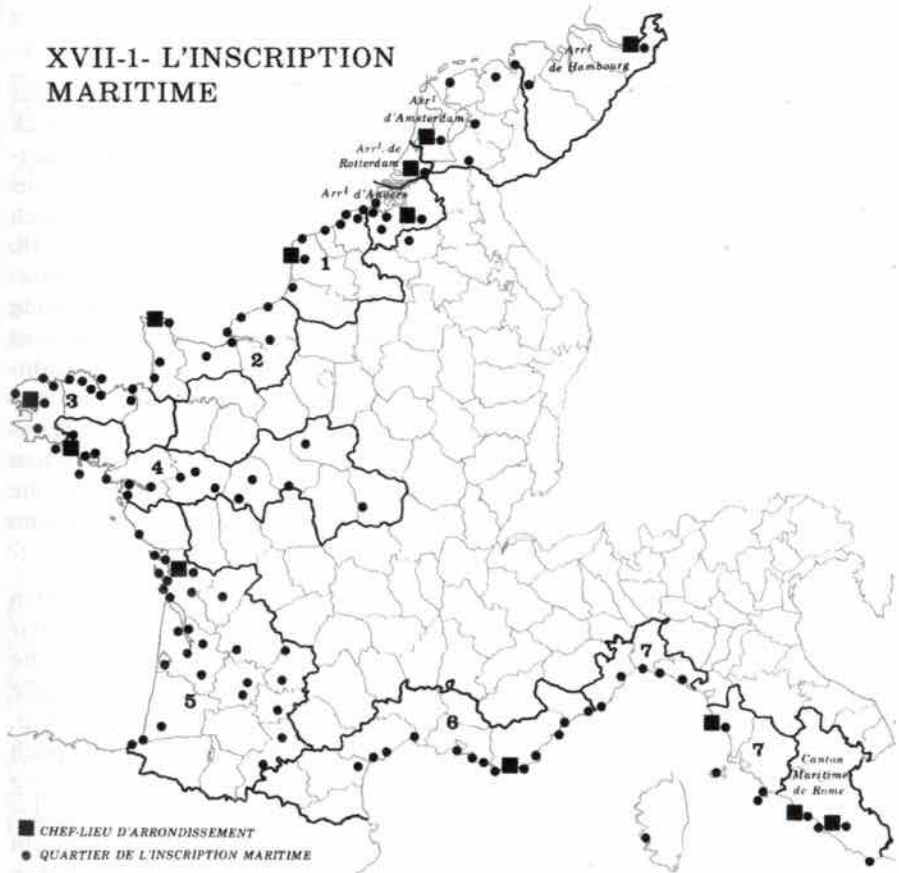 XVII-1- L'INSCRIPTION
MARITIME
Arrt
de Hambourg
Arrt
d'Amsterdam
Arrt. de
Rotterdam
Arrt d'Anvers
1
2
3
4
5
6
7
7
Canton
Maritime
de Rome
CHEF-LIEU D'ARRONDISSEMENT
QUARTIER DE L'INSCRIPTION MARITIME